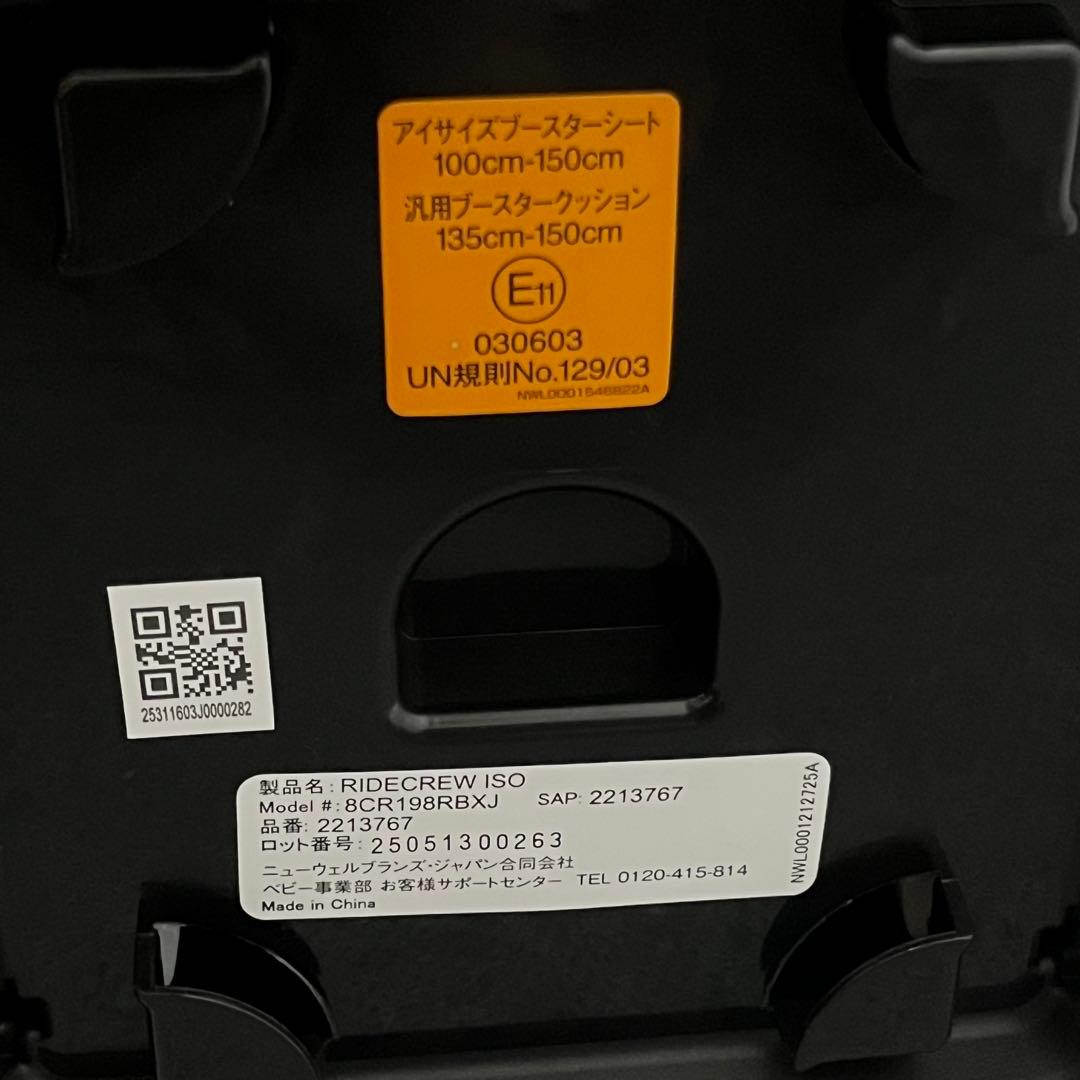 アイサイズブースターシート
100cm-150cm
汎用ブースタークッション
135cm-150cm
E11
030603
UN規則No.129/03
NWL0001546822A
25311603J0000282
製品名: RIDECREW ISO
Model #: 8CR198RBXJ SAP: 2213767
品番: 2213767
ロット番号: 25051300263
ニューウェルブランズ・ジャパン合同会社
ベビー事業部 お客様サポートセンター TEL 0120-415-814
Made in China
NWL0001212725A